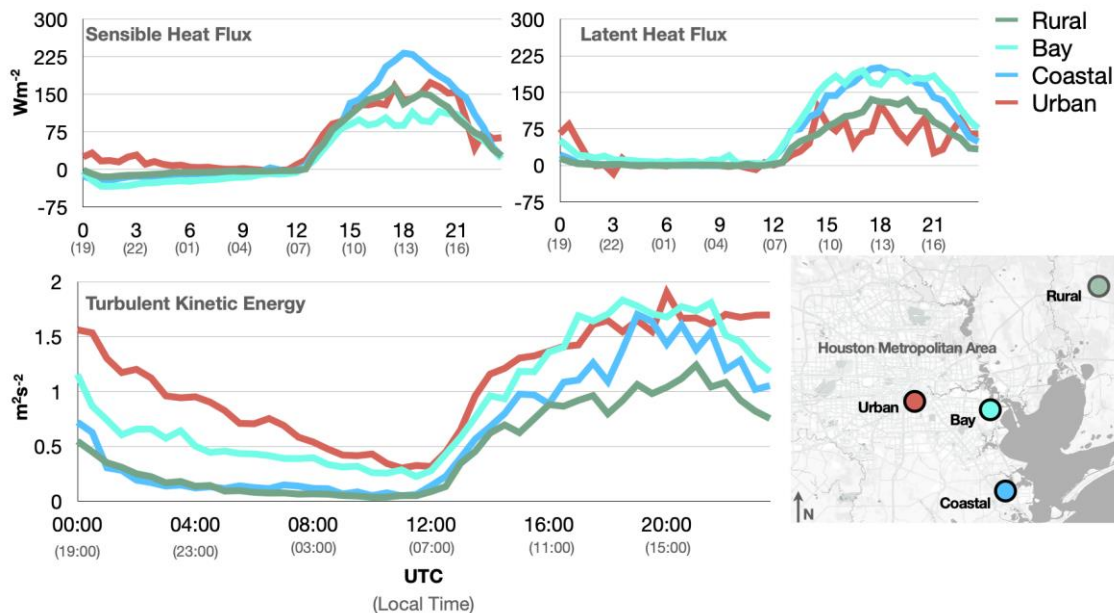 Sensible Heat Flux
Wm-2
300
225
150
75
0
-75
0 3 6 9 12 15 18 21
(19) (22) (01) (04) (07) (10) (13) (16)
Latent Heat Flux
300
225
150
75
0
-75
0 3 6 9 12 15 18 21
(19) (22) (01) (04) (07) (10) (13) (16)
Rural
Bay
Coastal
Urban
Turbulent Kinetic Energy
m²s-2
2
1.5
1
0.5
0
00:00 04:00 08:00 12:00 16:00 20:00
(19:00) (23:00) (03:00) (07:00) (11:00) (15:00)
UTC
(Local Time)
Rural
Houston Metropolitan Area
Urban
Bay
Coastal
N